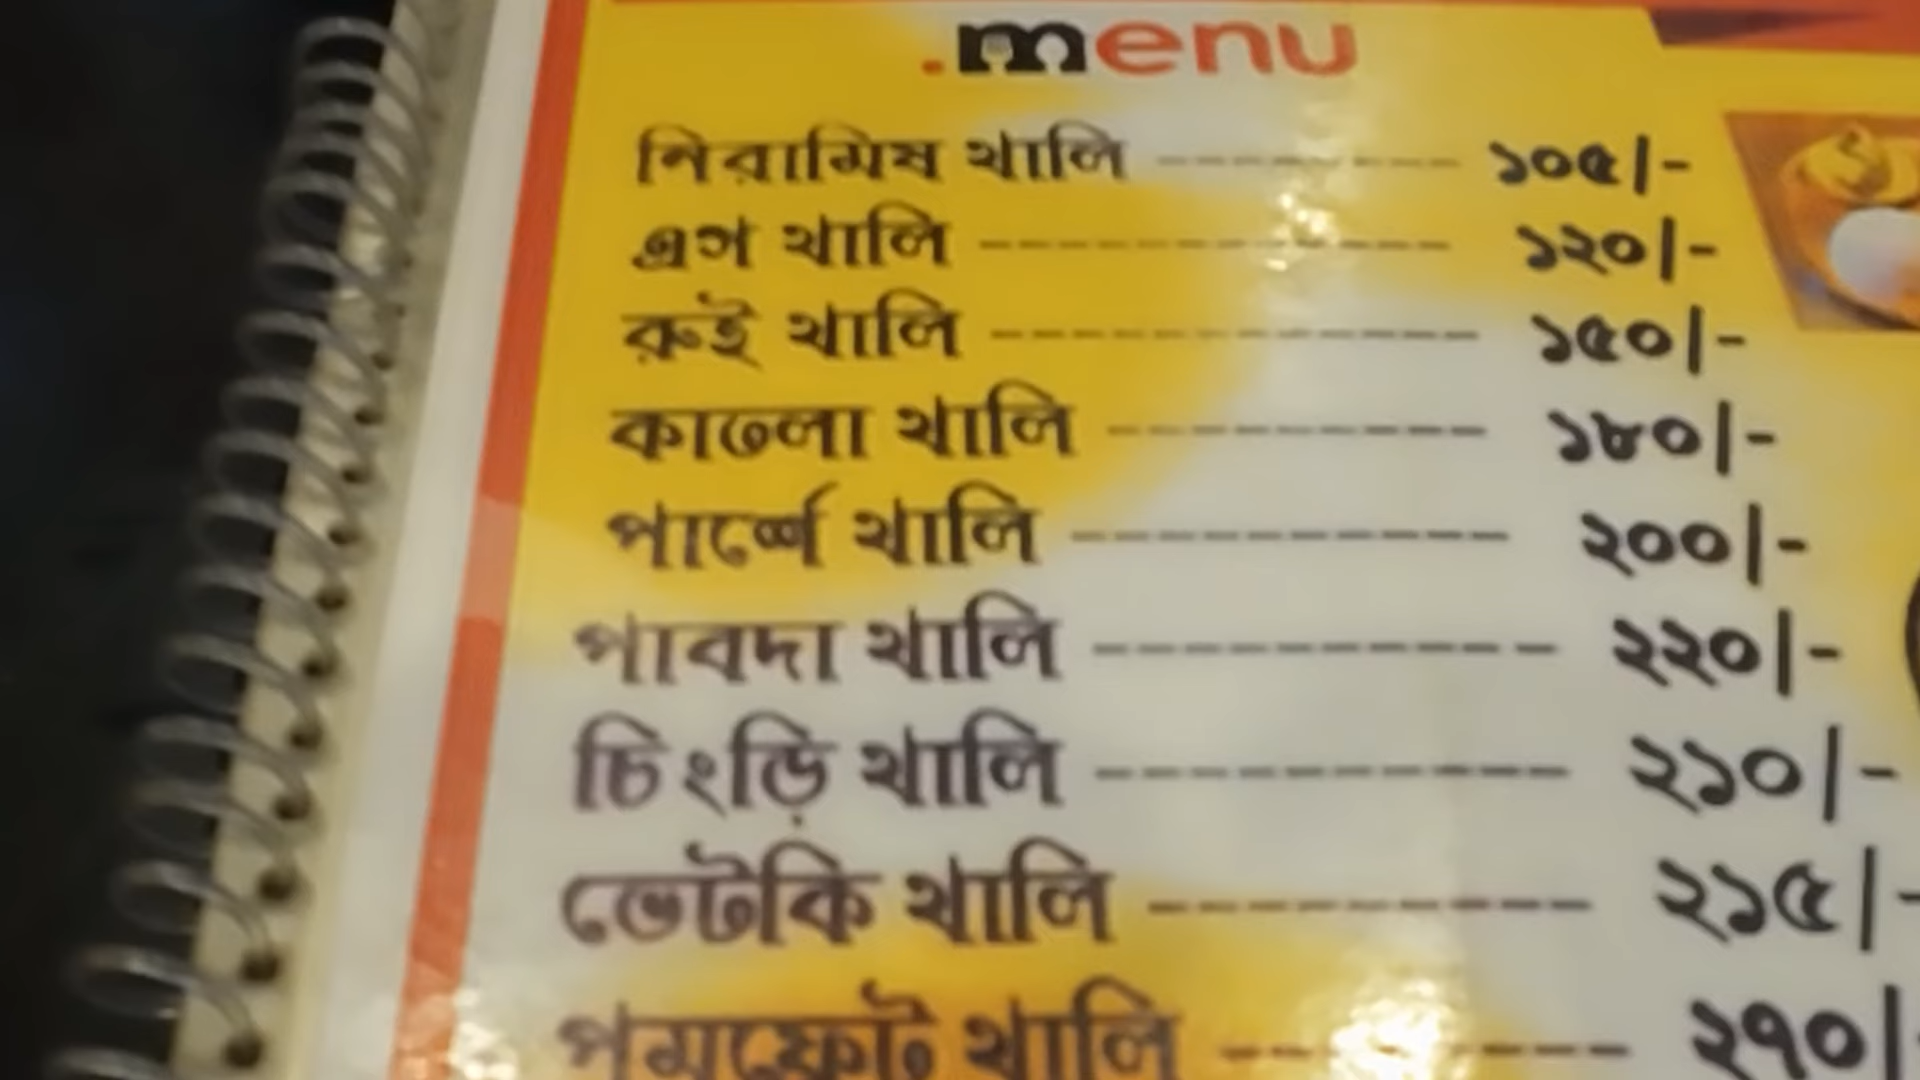 .menu
নিরামিষ থালি ------------ ১০৫/-
এগ থালি ------------------ ১২০/-
রুই থালি ------------------ ১৫০/-
কাতলা থালি -------------- ১৮০/-
পার্শ্বে থালি ---------------- ২০০/-
পাবদা থালি ---------------- ২২০/-
চিংড়ি থালি ---------------- ২১০/-
ভেটকি থালি -------------- ২১৫/-
পমফ্রেট থালি ------------ ২৭০/-